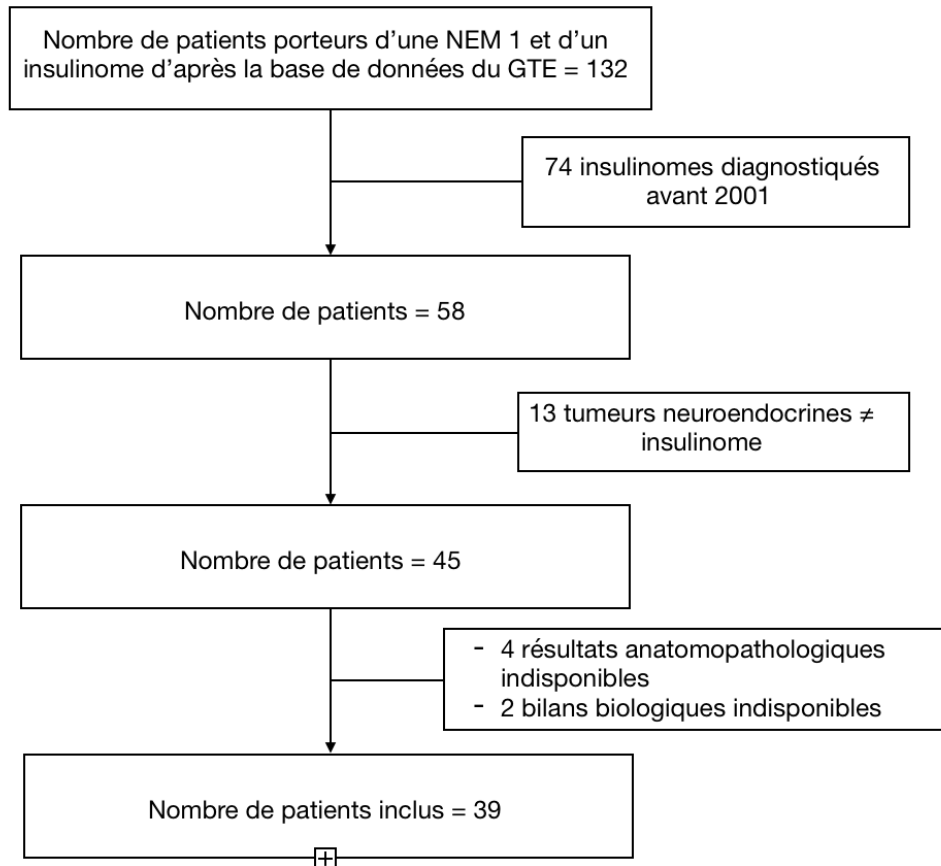 Nombre de patients porteurs d’une NEM 1 et d’un
insulinome d’après la base de données du GTE = 132
74 insulinomes diagnostiqués
avant 2001
Nombre de patients = 58
13 tumeurs neuroendocrines ≠
insulinome
Nombre de patients = 45
- 4 résultats anatomopathologiques
indisponibles
- 2 bilans biologiques indisponibles
Nombre de patients inclus = 39